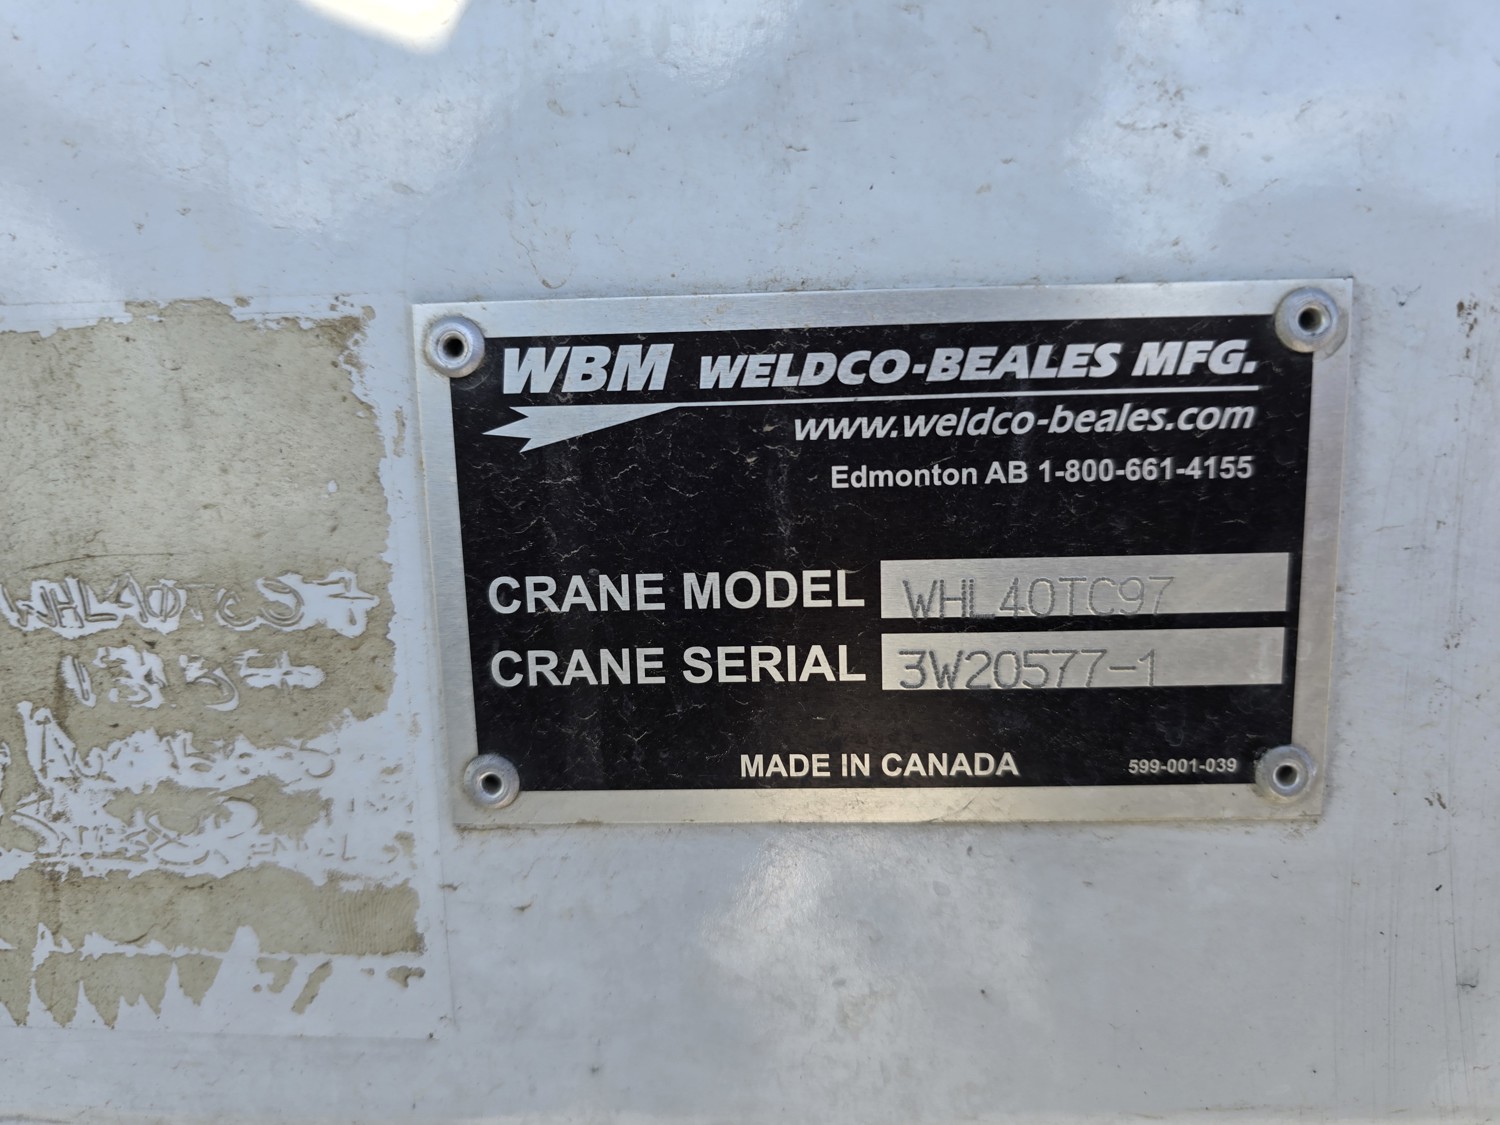 WBM WELDCO-BEALES MFG.
www.weldco-beales.com
Edmonton AB 1-800-661-4155
CRANE MODEL WHL40TC97
CRANE SERIAL 3W20577-1
MADE IN CANADA 599-001-039
WHL40TC